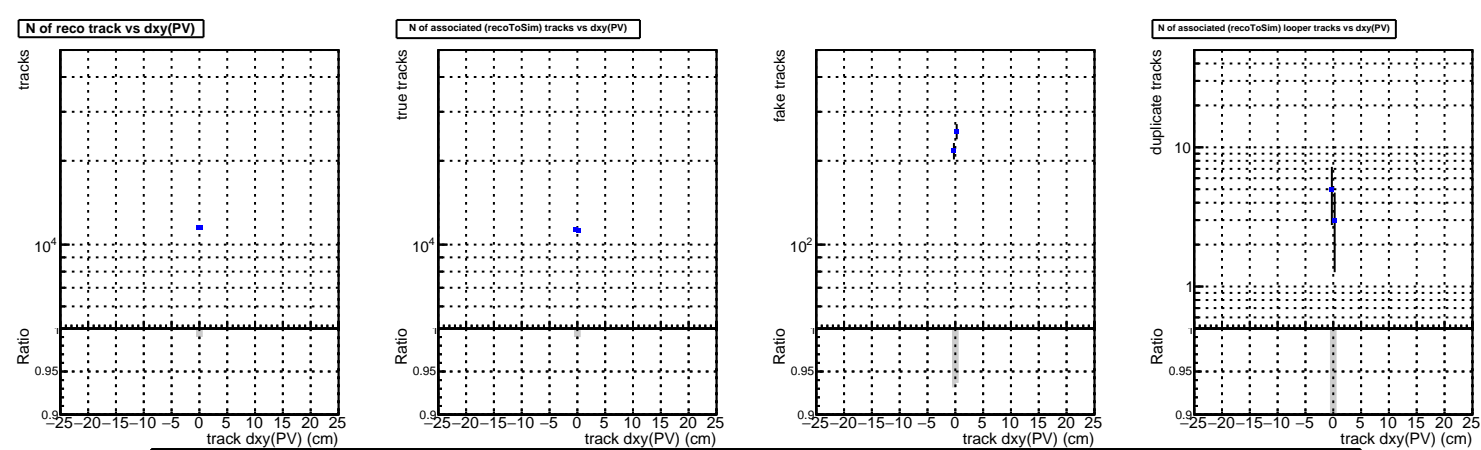 N of reco track vs dxy(PV)
tracks
10⁴
Ratio
1
0.95
0.9
−25 −20 −15 −10 −5 0 5 10 15 20 25
track dxy(PV) (cm)
N of associated (recoToSim) tracks vs dxy(PV)
true tracks
10⁴
Ratio
1
0.95
0.9
−25 −20 −15 −10 −5 0 5 10 15 20 25
track dxy(PV) (cm)
fake tracks
10²
Ratio
1
0.95
0.9
−25 −20 −15 −10 −5 0 5 10 15 20 25
track dxy(PV) (cm)
N of associated (recoToSim) looper tracks vs dxy(PV)
duplicate tracks
10
1
Ratio
1
0.95
0.9
−25 −20 −15 −10 −5 0 5 10 15 20 25
track dxy(PV) (cm)